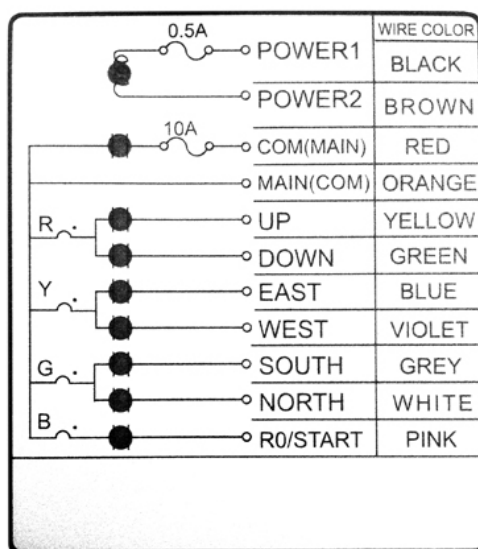 WIRE COLOR
0.5A POWER1 BLACK
POWER2 BROWN
10A COM(MAIN) RED
MAIN(COM) ORANGE
R UP YELLOW
DOWN GREEN
Y EAST BLUE
WEST VIOLET
G SOUTH GREY
NORTH WHITE
B R0/START PINK